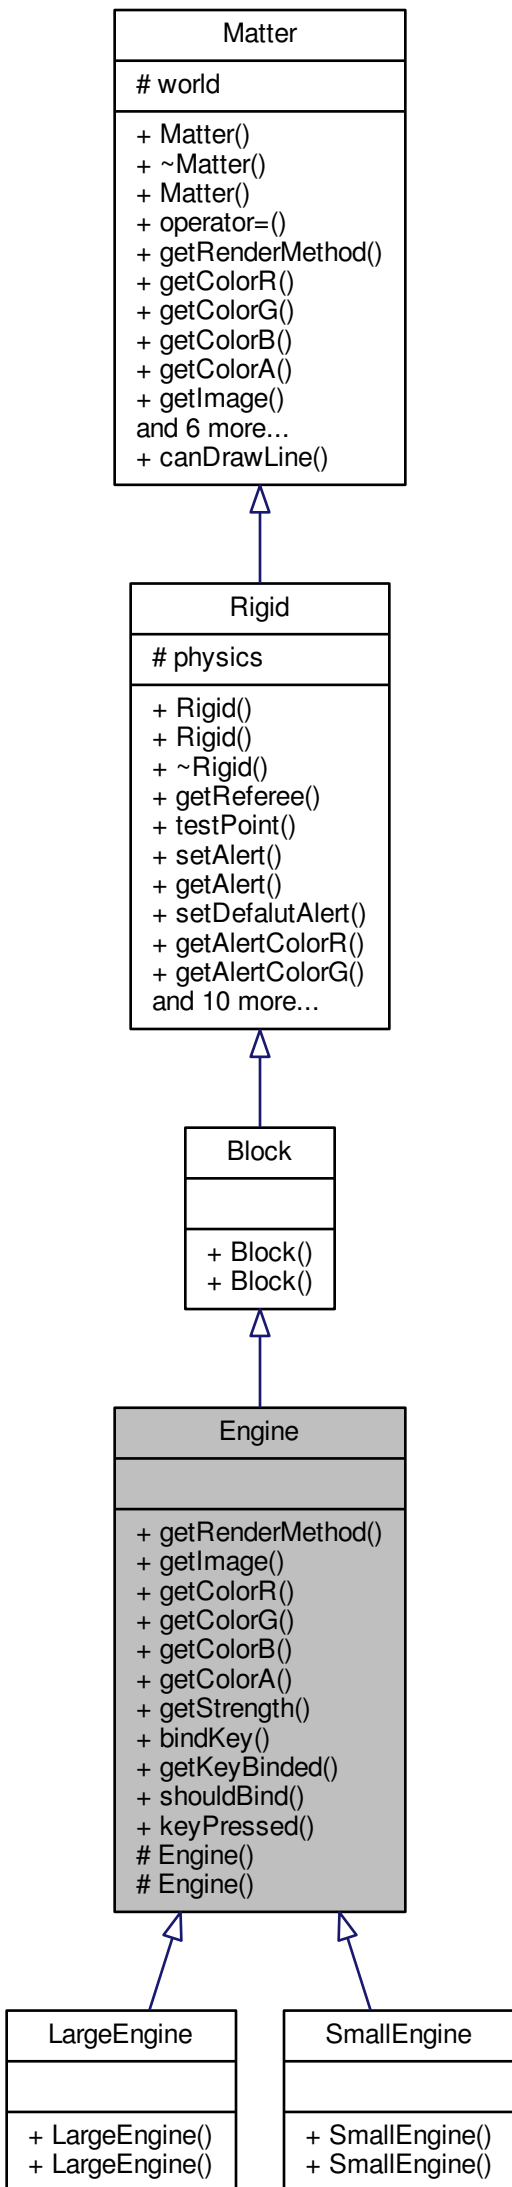 Matter
# world
+ Matter()
+ ~Matter()
+ Matter()
+ operator=()
+ getRenderMethod()
+ getColorR()
+ getColorG()
+ getColorB()
+ getColorA()
+ getImage()
and 6 more...
+ canDrawLine()
Rigid
# physics
+ Rigid()
+ Rigid()
+ ~Rigid()
+ getReferee()
+ testPoint()
+ setAlert()
+ getAlert()
+ setDefalutAlert()
+ getAlertColorR()
+ getAlertColorG()
and 10 more...
Block
+ Block()
+ Block()
Engine
+ getRenderMethod()
+ getImage()
+ getColorR()
+ getColorG()
+ getColorB()
+ getColorA()
+ getStrength()
+ bindKey()
+ getKeyBinded()
+ shouldBind()
+ keyPressed()
# Engine()
# Engine()
LargeEngine
+ LargeEngine()
+ LargeEngine()
SmallEngine
+ SmallEngine()
+ SmallEngine()